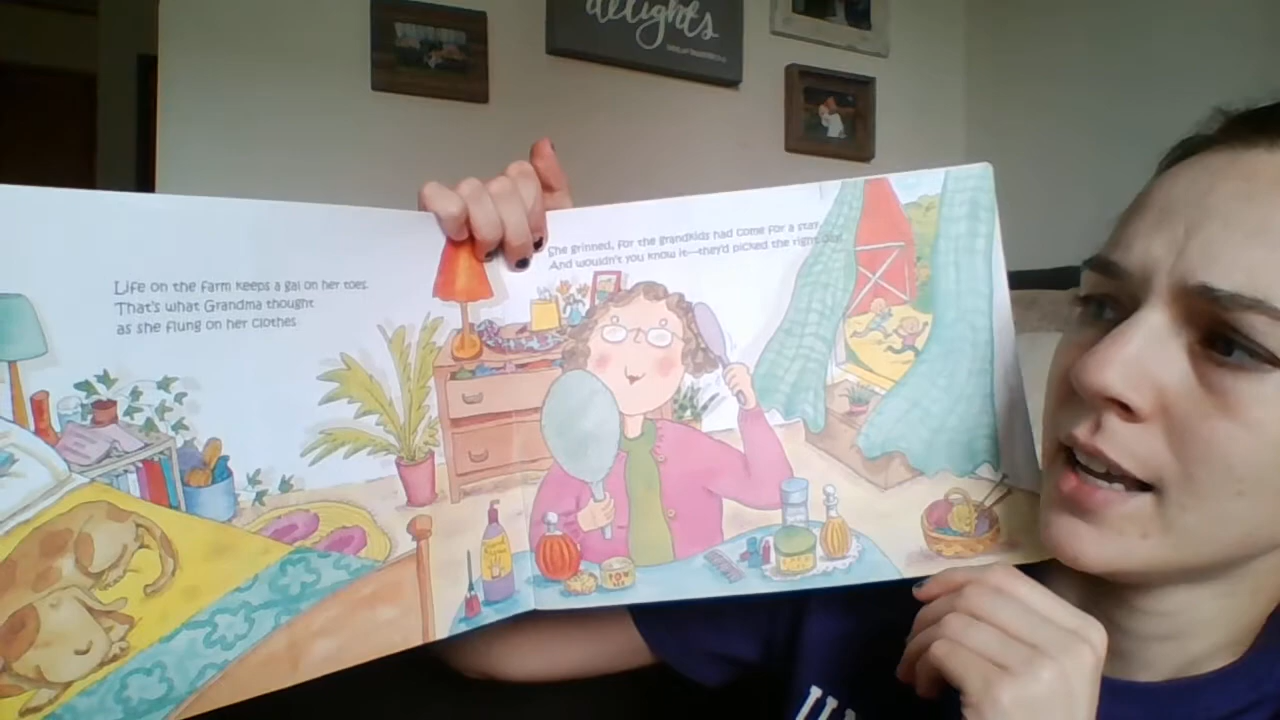 delights
Life on the farm keeps a gal on her toes.
That's what Grandma thought
as she flung on her clothes.
She grinned, for the grandkids had come for a stay.
And wouldn't you know it—they'd picked the right day.